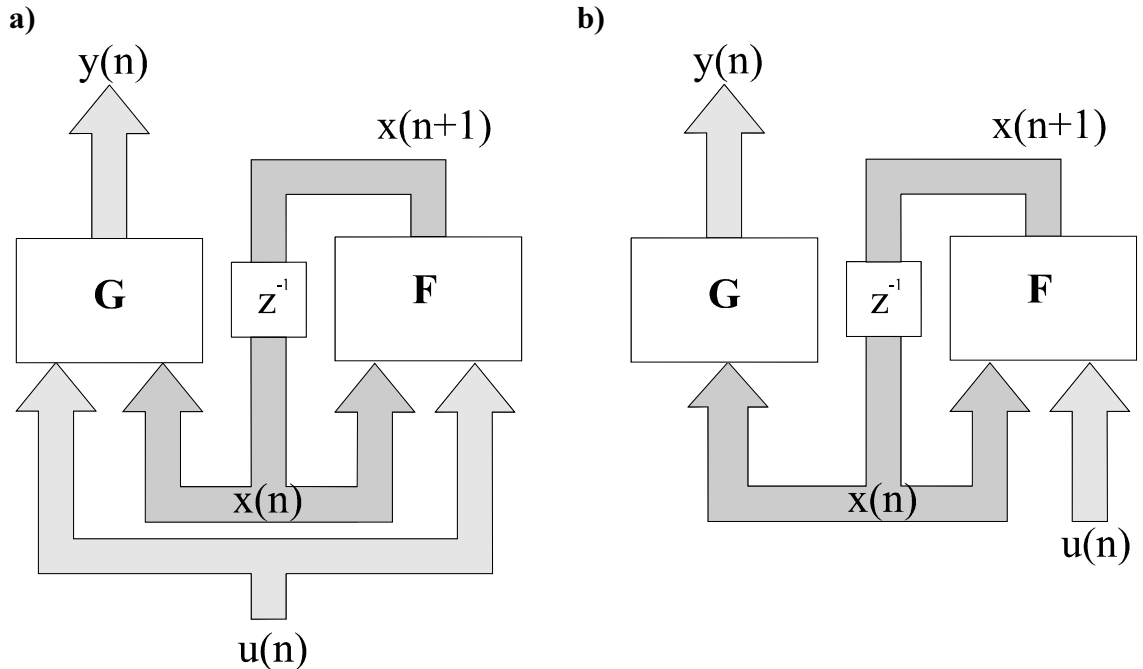 a)
y(n)
x(n+1)
G
z⁻¹
F
x(n)
u(n)
b)
y(n)
x(n+1)
G
z⁻¹
F
x(n)
u(n)